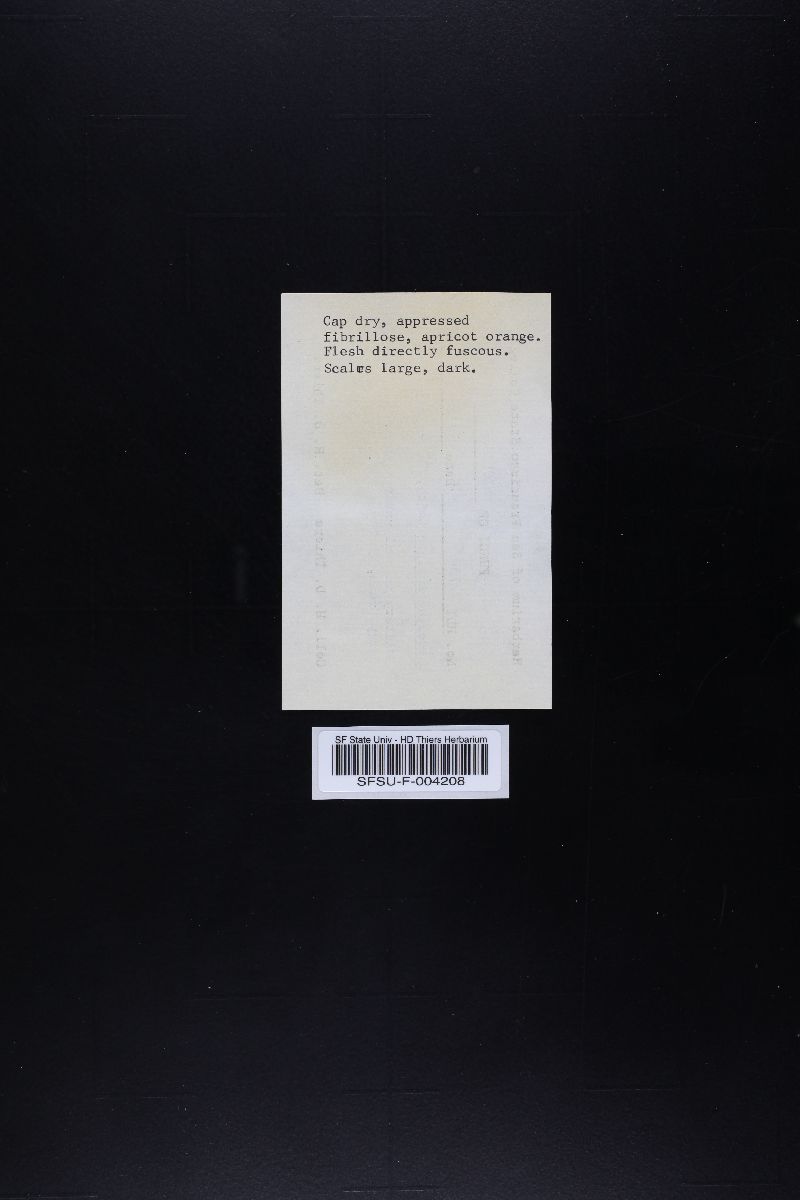 Cap dry, appressed
fibrillose, apricot orange.
Flesh directly fuscous.
Scales large, dark.
SF State Univ - HD Thiers Herbarium
SFSU-F-004208